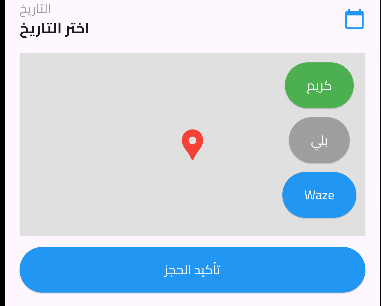 التاريخ
اختر التاريخ
كريم
بلي
Waze
تأكيد الحجز